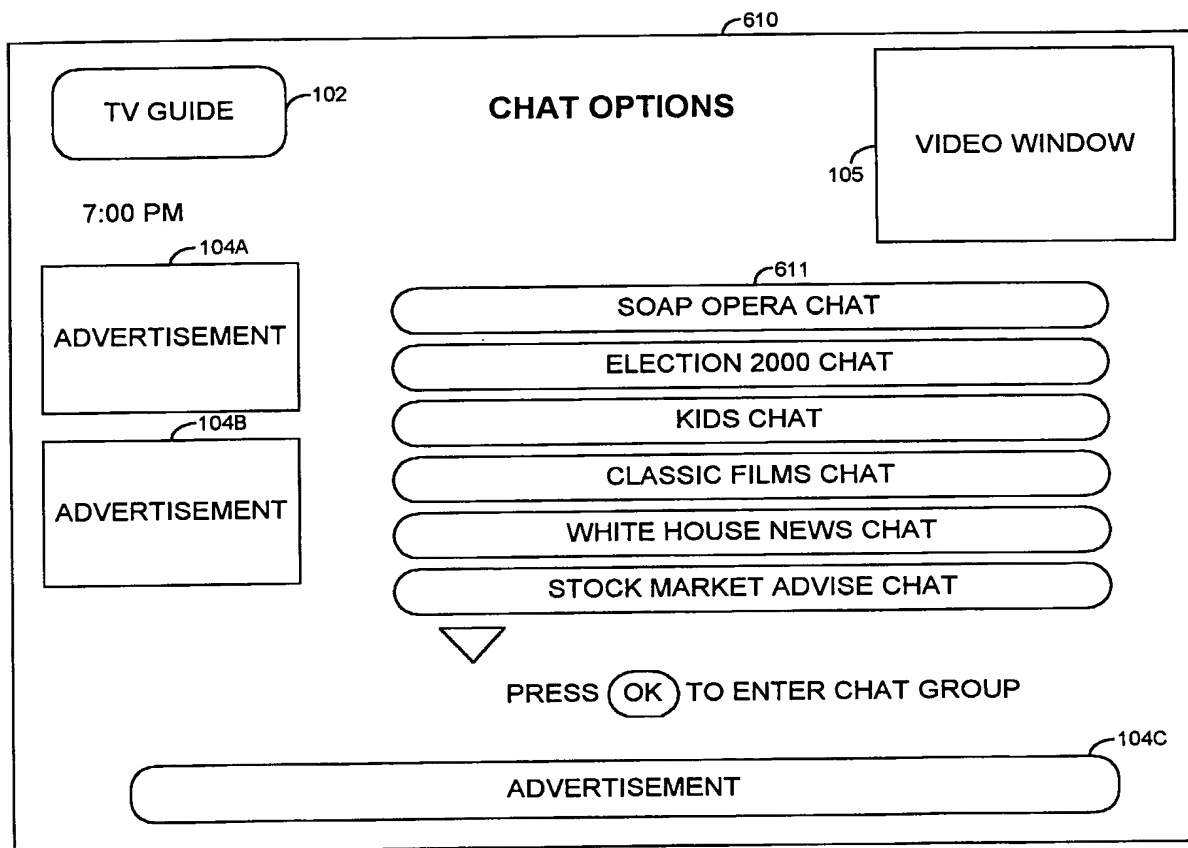 610
TV GUIDE
102
CHAT OPTIONS
VIDEO WINDOW
105
7:00 PM
104A
ADVERTISEMENT
104B
ADVERTISEMENT
611
SOAP OPERA CHAT
ELECTION 2000 CHAT
KIDS CHAT
CLASSIC FILMS CHAT
WHITE HOUSE NEWS CHAT
STOCK MARKET ADVISE CHAT
PRESS OK TO ENTER CHAT GROUP
104C
ADVERTISEMENT